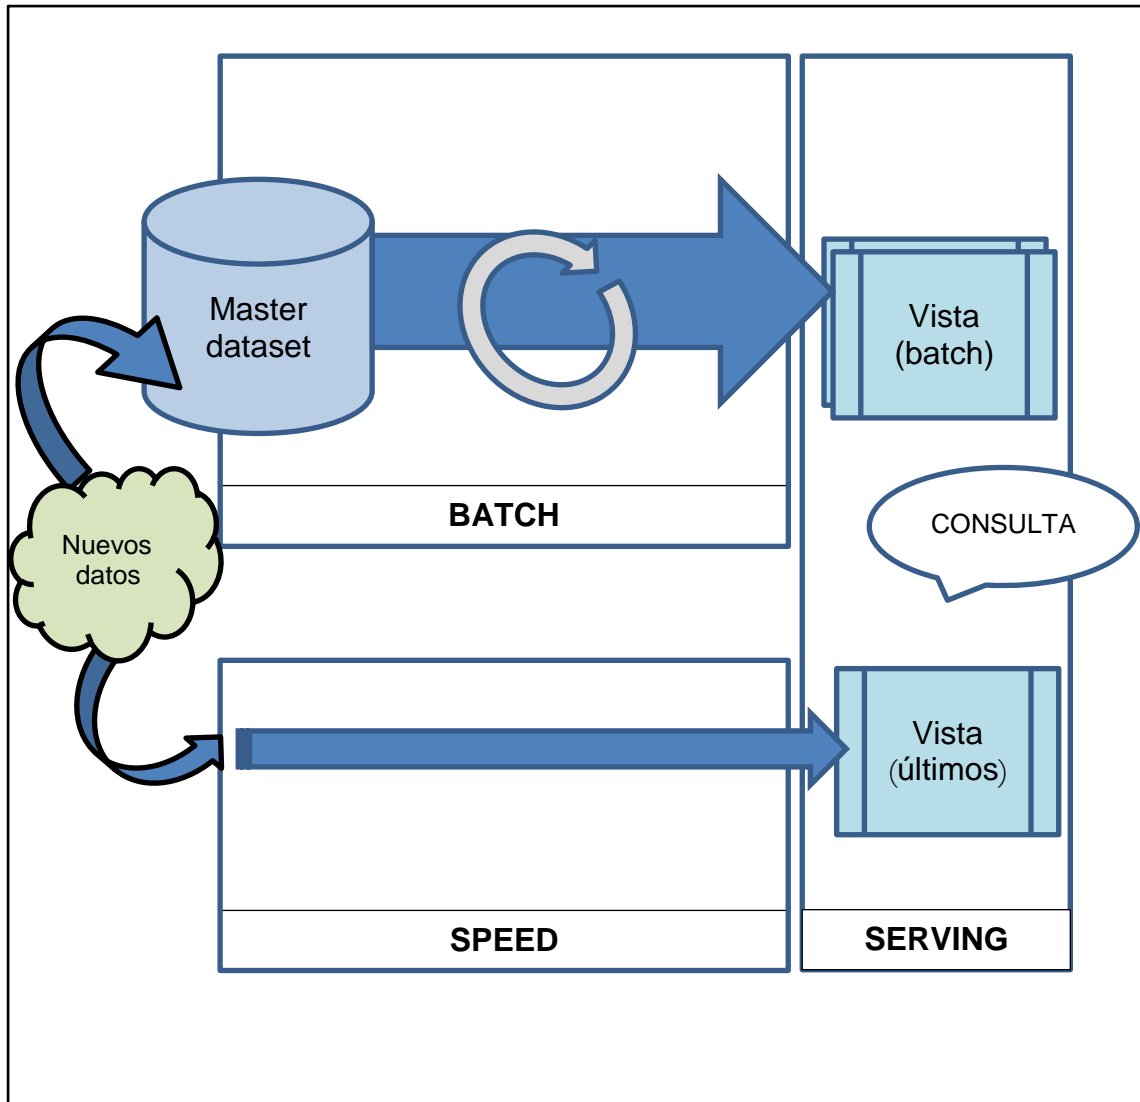 Master
dataset
Vista
(batch)
BATCH
CONSULTA
Nuevos
datos
Vista
(últimos)
SPEED
SERVING